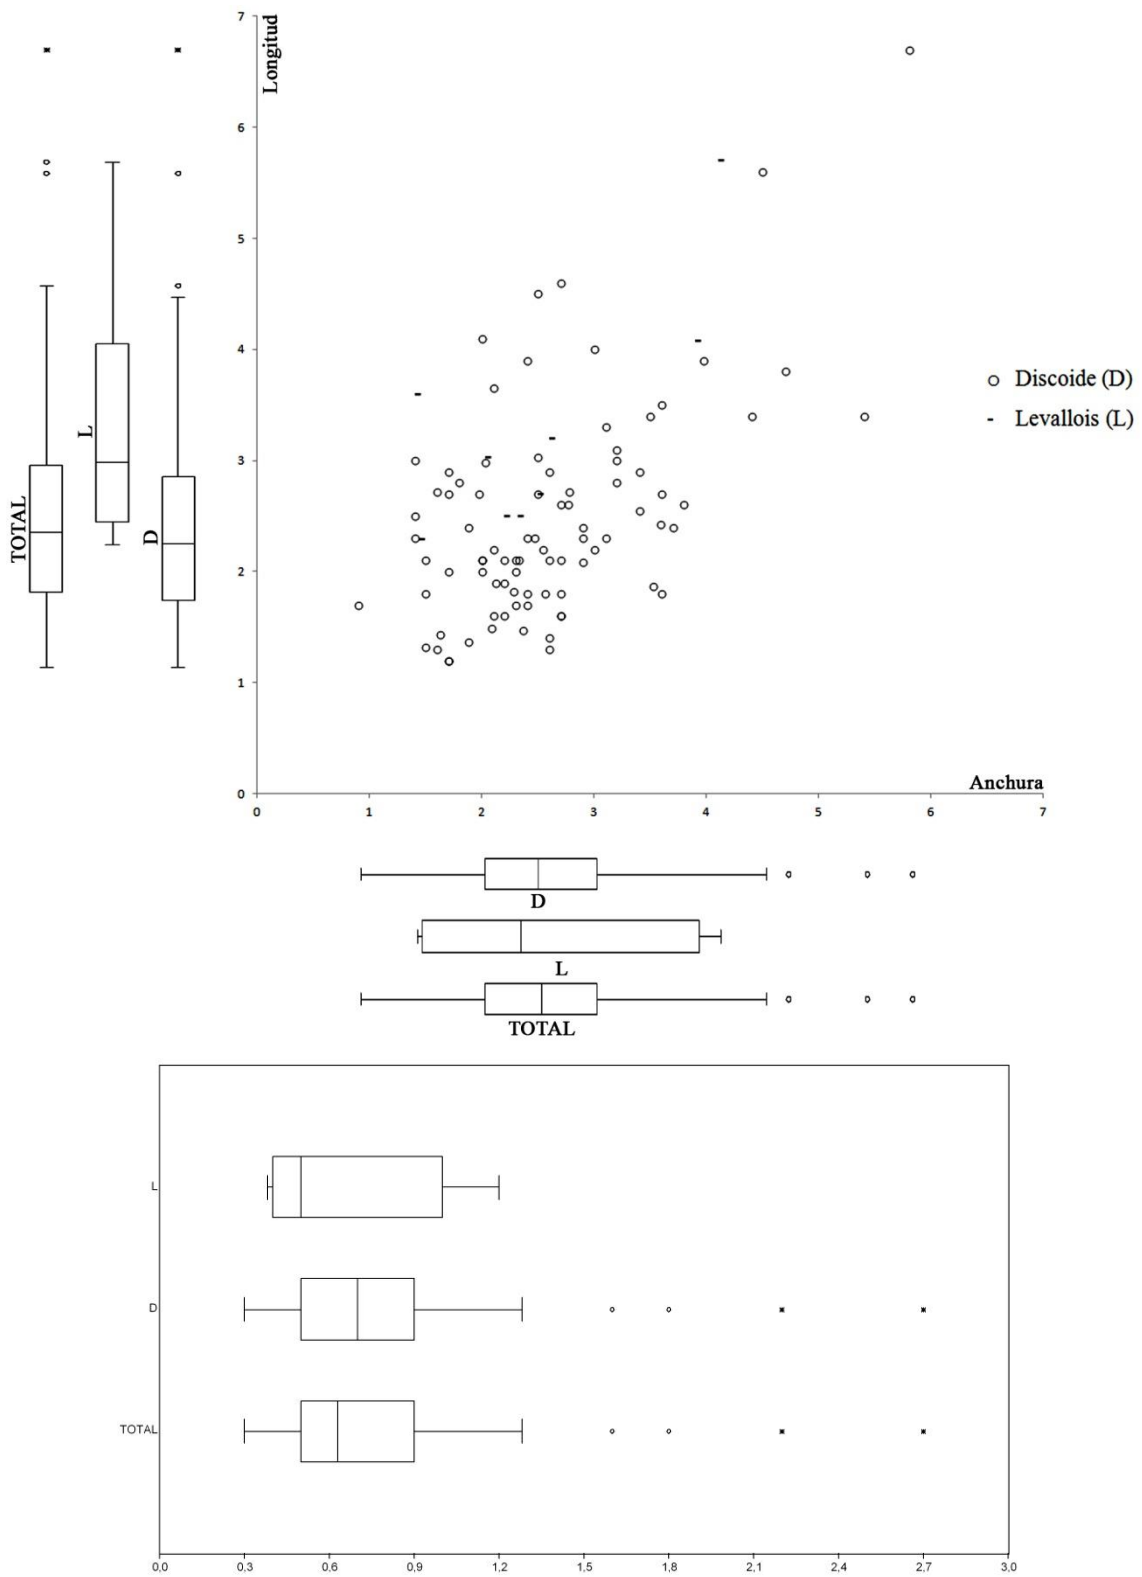 7
Longitud
6
5
4
3
2
1
0
TOTAL
L
D
Discoide (D)
Levallois (L)
Anchura
0 1 2 3 4 5 6 7
D
L
TOTAL
L
D
TOTAL
0,0 0,3 0,6 0,9 1,2 1,5 1,8 2,1 2,4 2,7 3,0